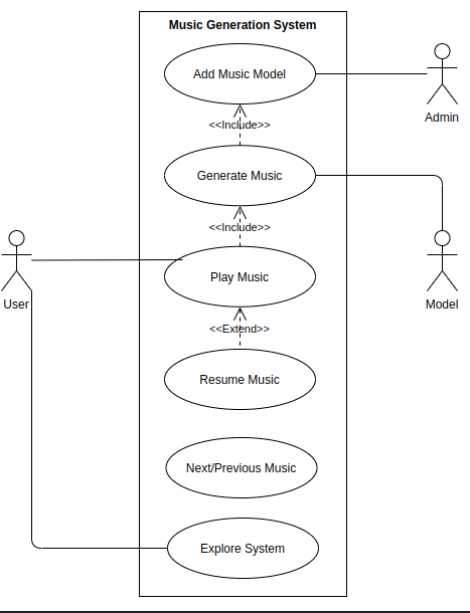 Music Generation System
Add Music Model
Admin
<<Include>>
Generate Music
<<Include>>
User
Play Music
Model
<<Extend>>
Resume Music
Next/Previous Music
Explore System